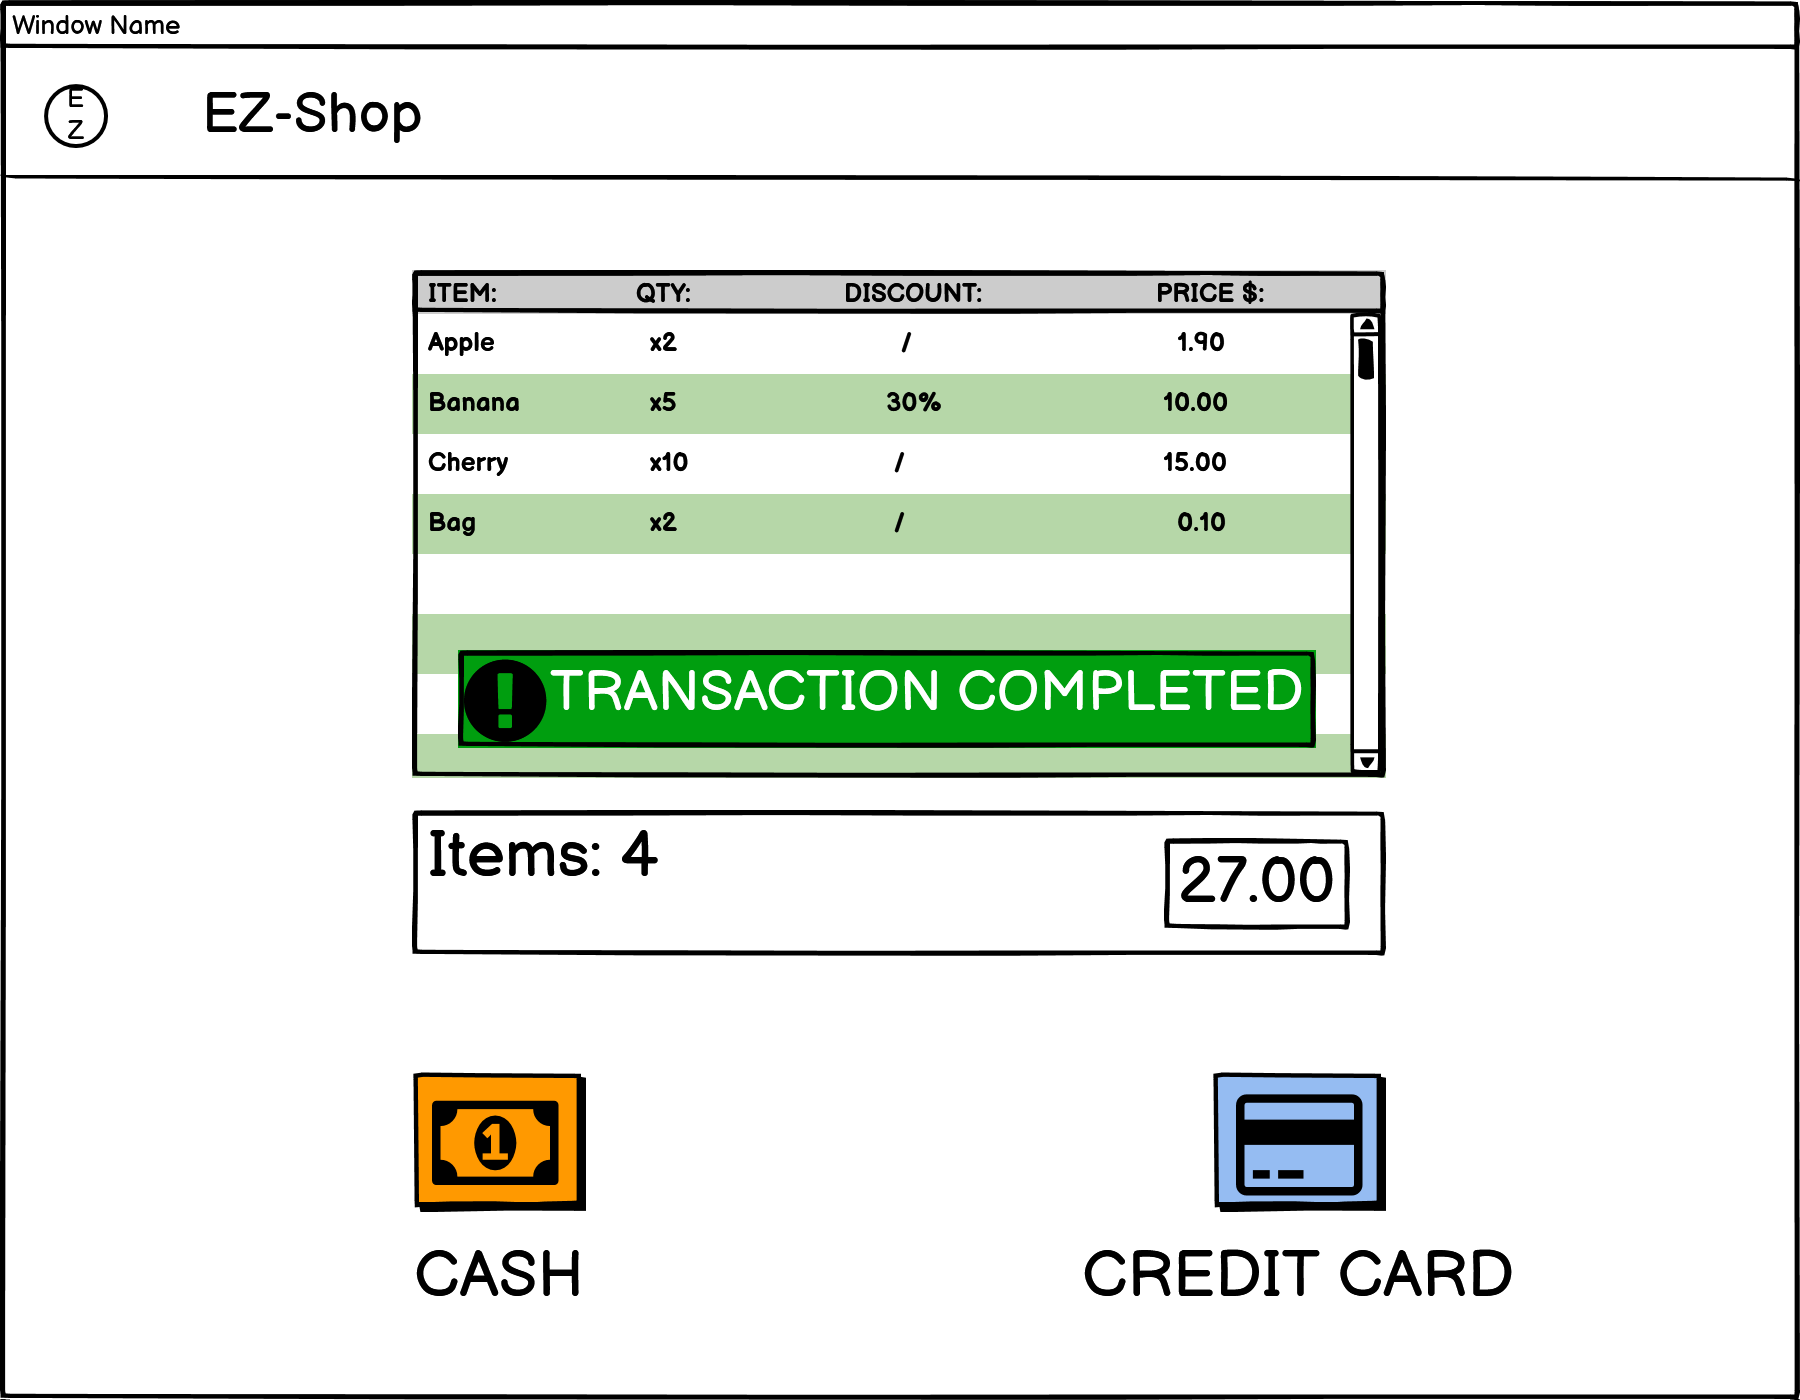 Window Name
E
Z
EZ-Shop
ITEM: QTY: DISCOUNT: PRICE $:
Apple x2 / 1.90
Banana x5 30% 10.00
Cherry x10 / 15.00
Bag x2 / 0.10
! TRANSACTION COMPLETED
Items: 4
27.00
1
CASH
CREDIT CARD